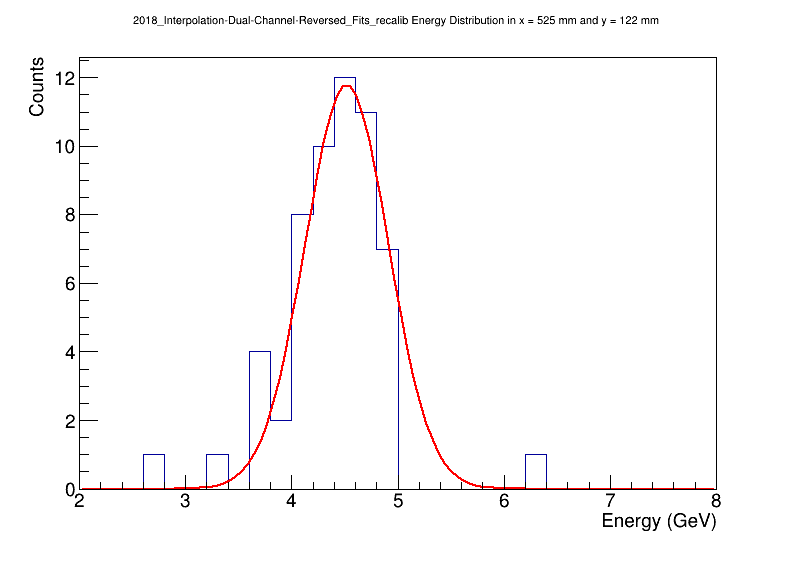 2018_Interpolation-Dual-Channel-Reversed_Fits_recalib Energy Distribution in x = 525 mm and y = 122 mm
Counts
12
10
8
6
4
2
0
2 3 4 5 6 7 8
Energy (GeV)